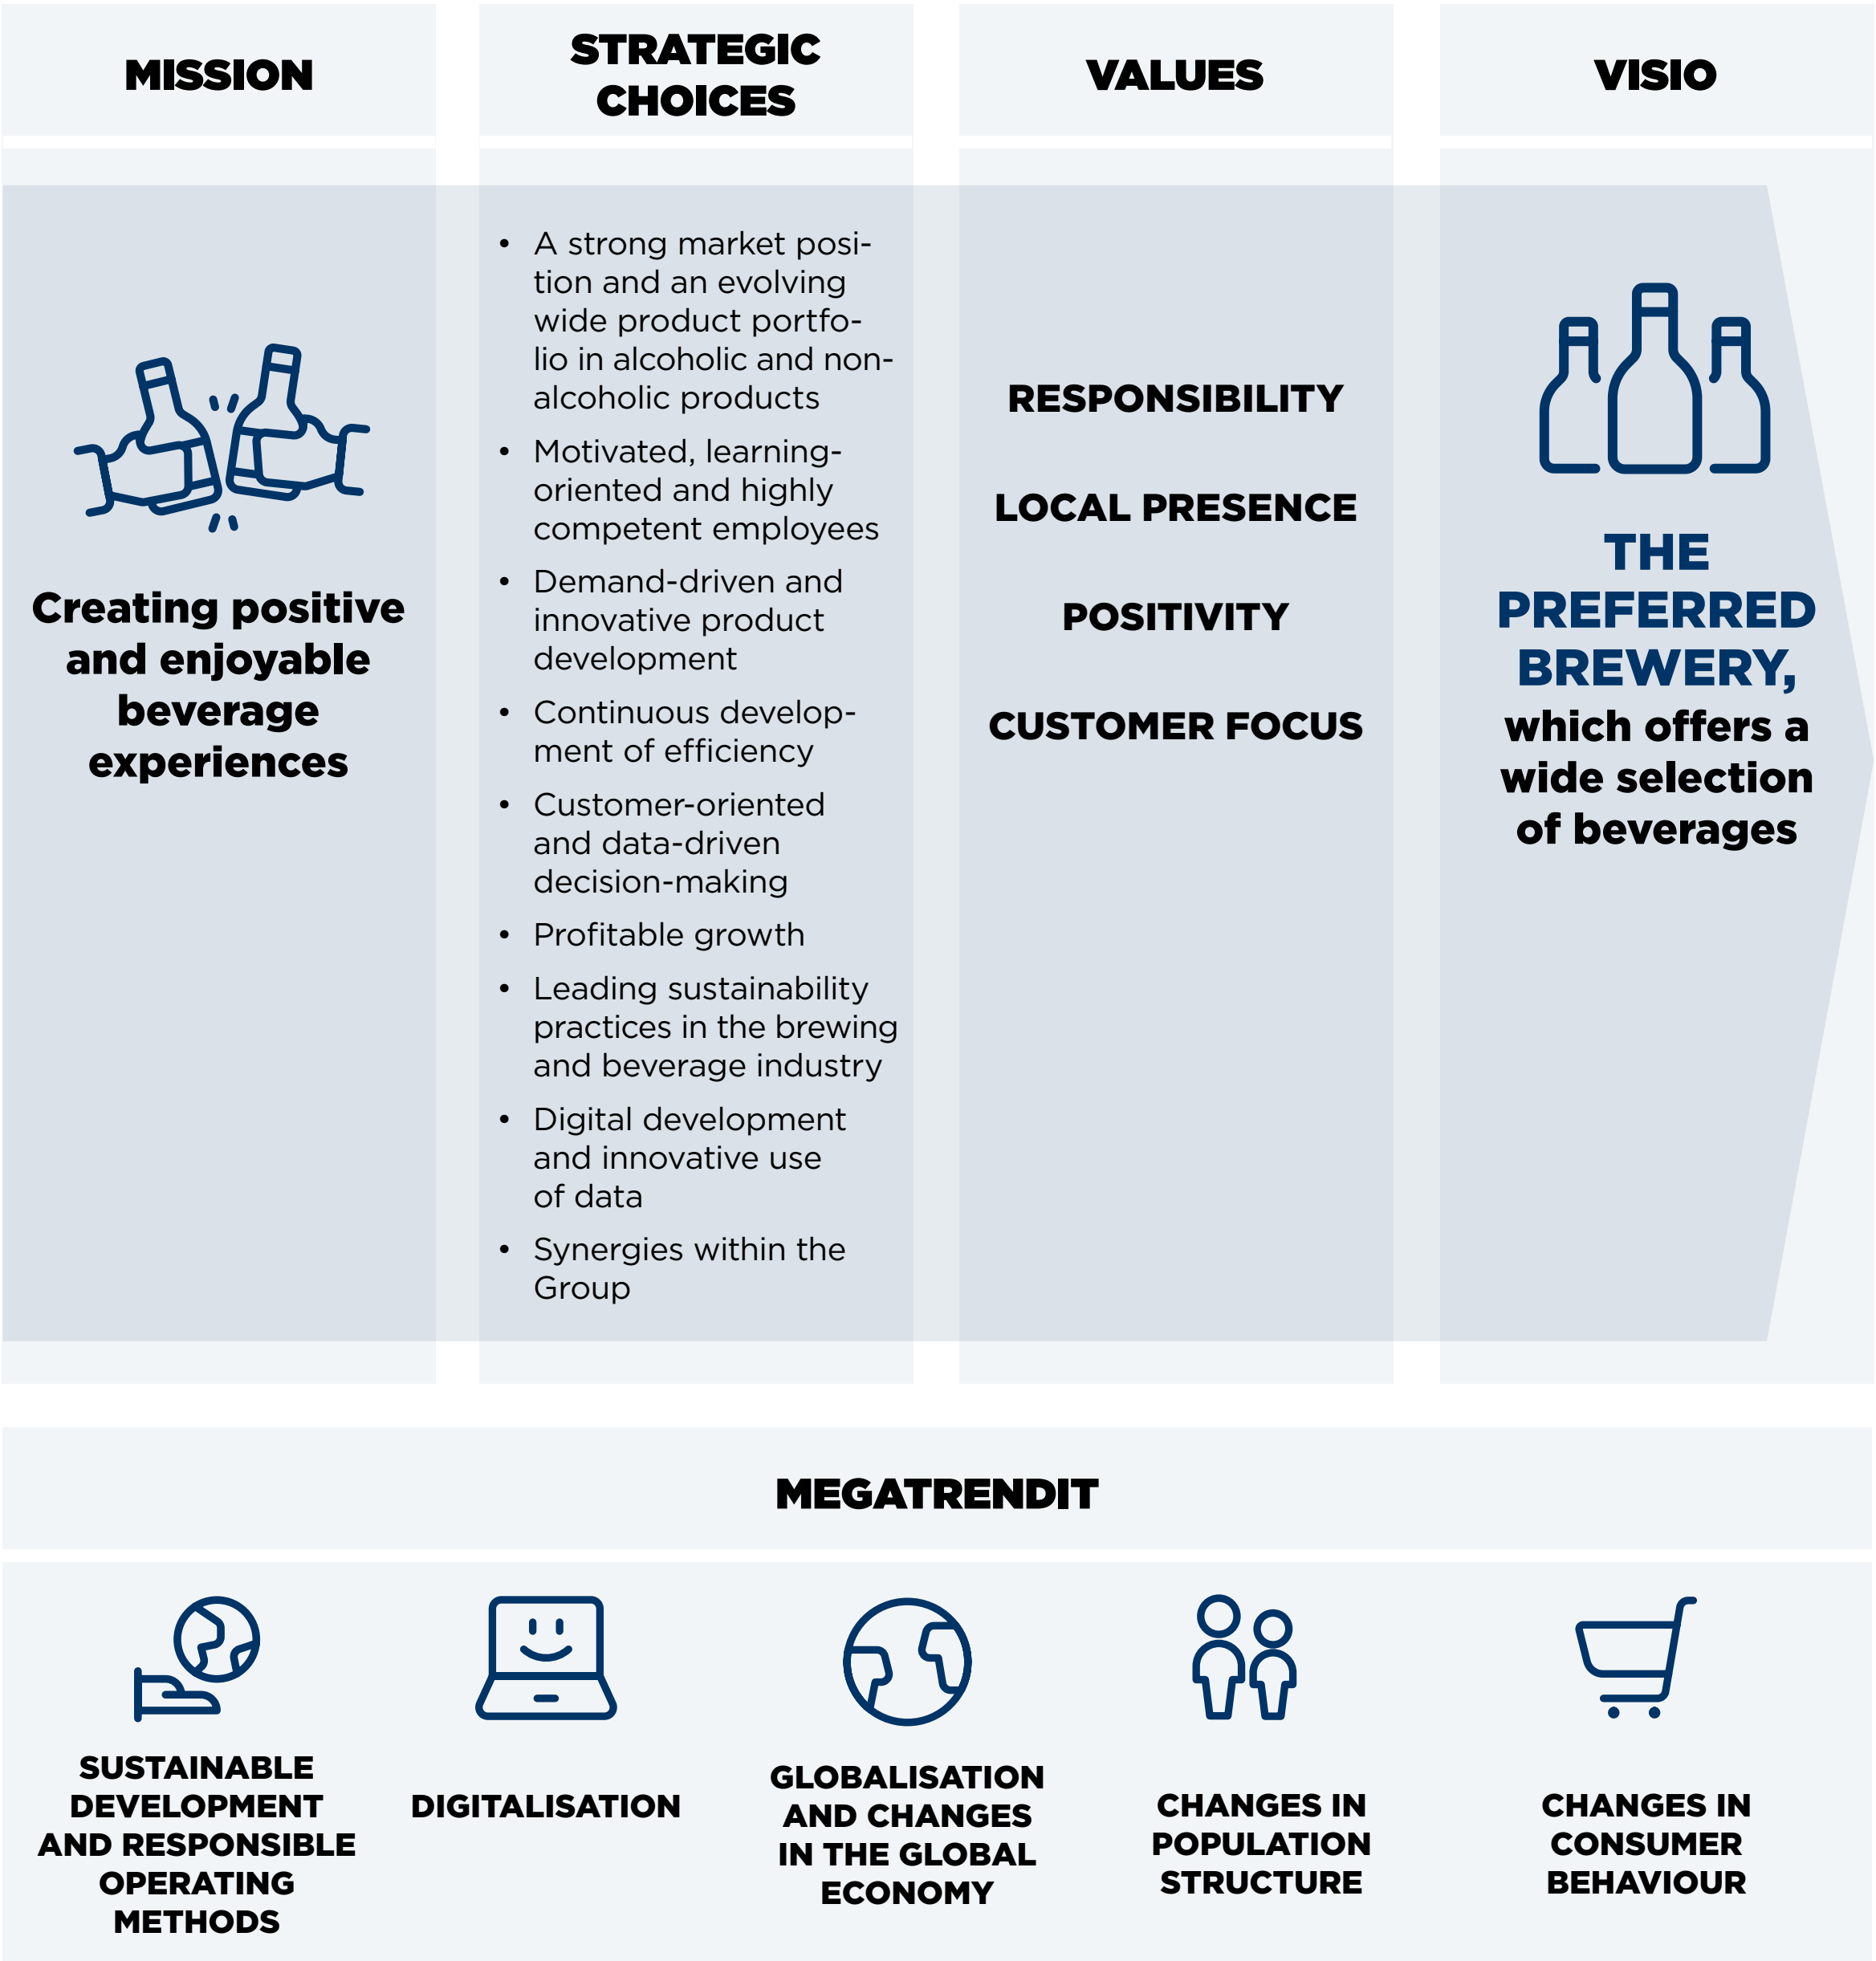 MISSION
Creating positive
and enjoyable
beverage
experiences
STRATEGIC
CHOICES
• A strong market posi-
tion and an evolving
wide product portfo-
lio in alcoholic and non-
alcoholic products
• Motivated, learning-
oriented and highly
competent employees
• Demand-driven and
innovative product
development
• Continuous develop-
ment of efficiency
• Customer-oriented
and data-driven
decision-making
• Profitable growth
• Leading sustainability
practices in the brewing
and beverage industry
• Digital development
and innovative use
of data
• Synergies within the
Group
VALUES
RESPONSIBILITY
LOCAL PRESENCE
POSITIVITY
CUSTOMER FOCUS
VISIO
THE
PREFERRED
BREWERY,
which offers a
wide selection
of beverages
MEGATRENDIT
SUSTAINABLE
DEVELOPMENT
AND RESPONSIBLE
OPERATING
METHODS
DIGITALISATION
GLOBALISATION
AND CHANGES
IN THE GLOBAL
ECONOMY
CHANGES IN
POPULATION
STRUCTURE
CHANGES IN
CONSUMER
BEHAVIOUR